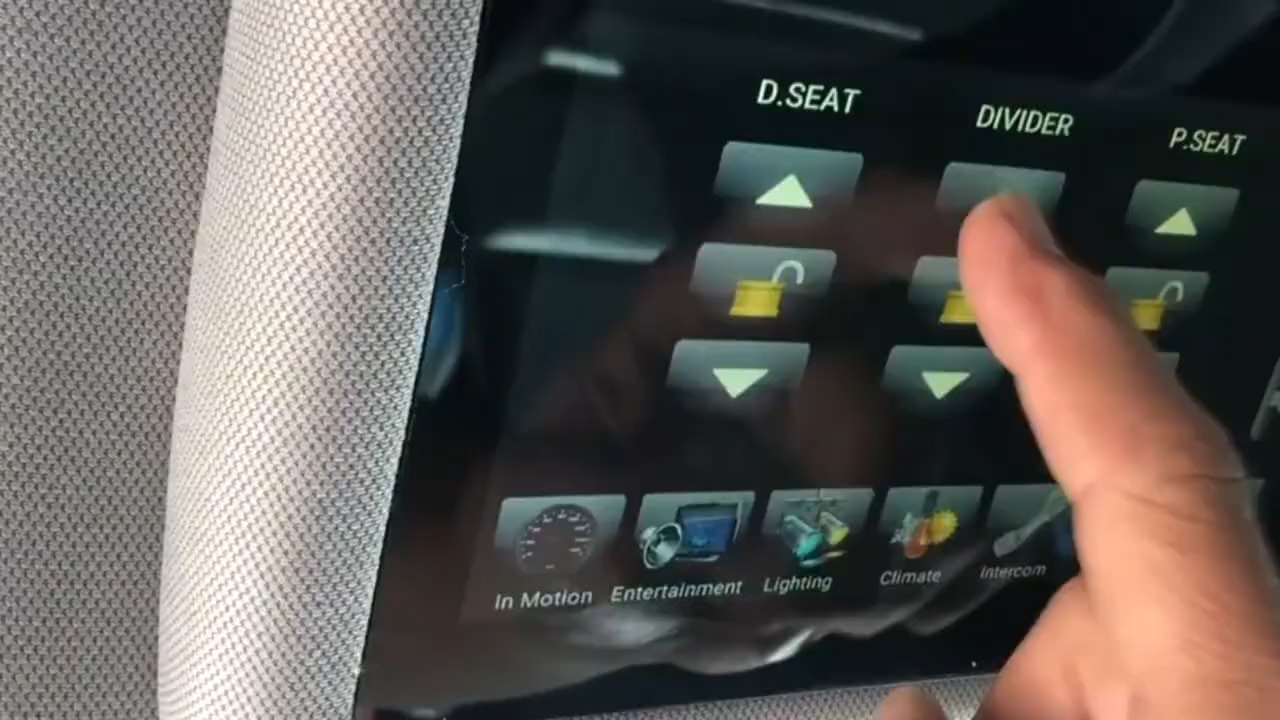 D.SEAT
DIVIDER
P.SEAT
In Motion
Entertainment
Lighting
Climate
Intercom